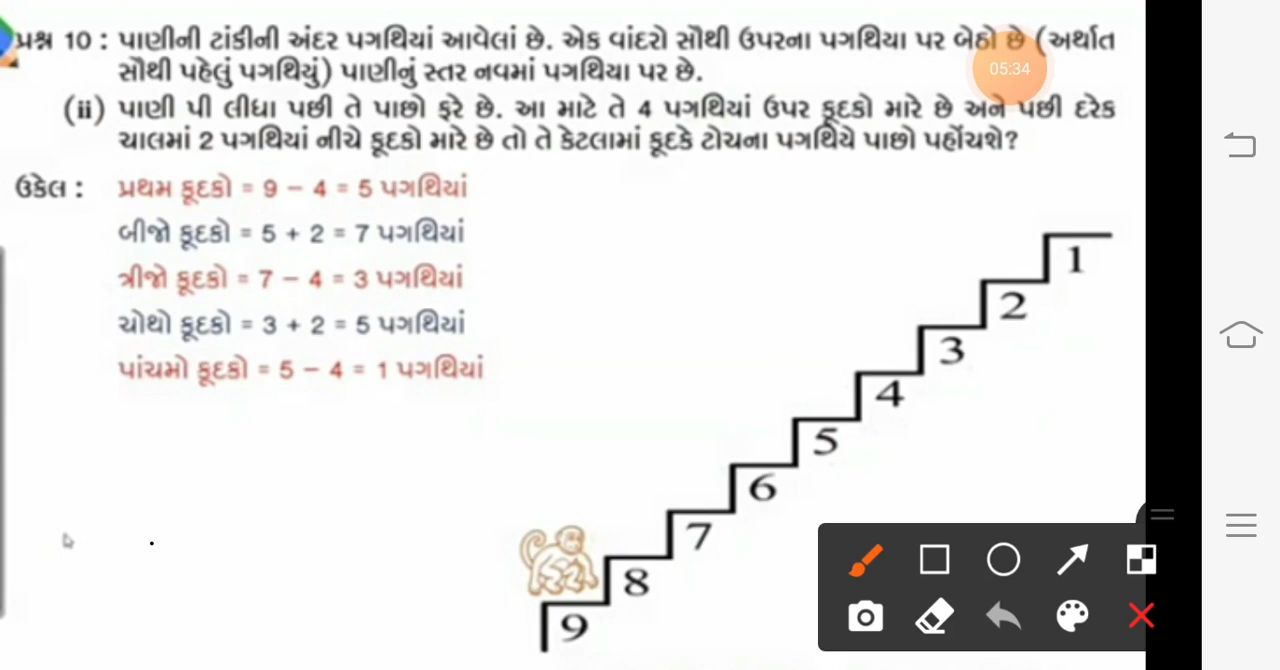 પ્રશ્ન 10 : પાણીની ટાંકીની અંદર પગથિયાં આવેલાં છે. એક વાંદરો સૌથી ઉપરના પગથિયા પર બેઠો છે (અર્થાત
સૌથી પહેલું પગથિયું) પાણીનું સ્તર નવમાં પગથિયા પર છે.
05:34
(ii) પાણી પી લીધા પછી તે પાછો ફરે છે. આ માટે તે 4 પગથિયાં ઉપર કૂદકો મારે છે અને પછી દરેક
ચાલમાં 2 પગથિયાં નીચે કૂદકો મારે છે તો તે કેટલામાં કૂદકે ટોચના પગથિયે પાછો પહોંચશે?
ઉકેલ : પ્રથમ કૂદકો = 9 – 4 = 5 પગથિયાં
બીજો કૂદકો = 5 + 2 = 7 પગથિયાં
ત્રીજો કૂદકો = 7 – 4 = 3 પગથિયાં
ચોથો કૂદકો = 3 + 2 = 5 પગથિયાં
પાંચમો કૂદકો = 5 – 4 = 1 પગથિયાં
1
2
3
4
5
6
7
8
9